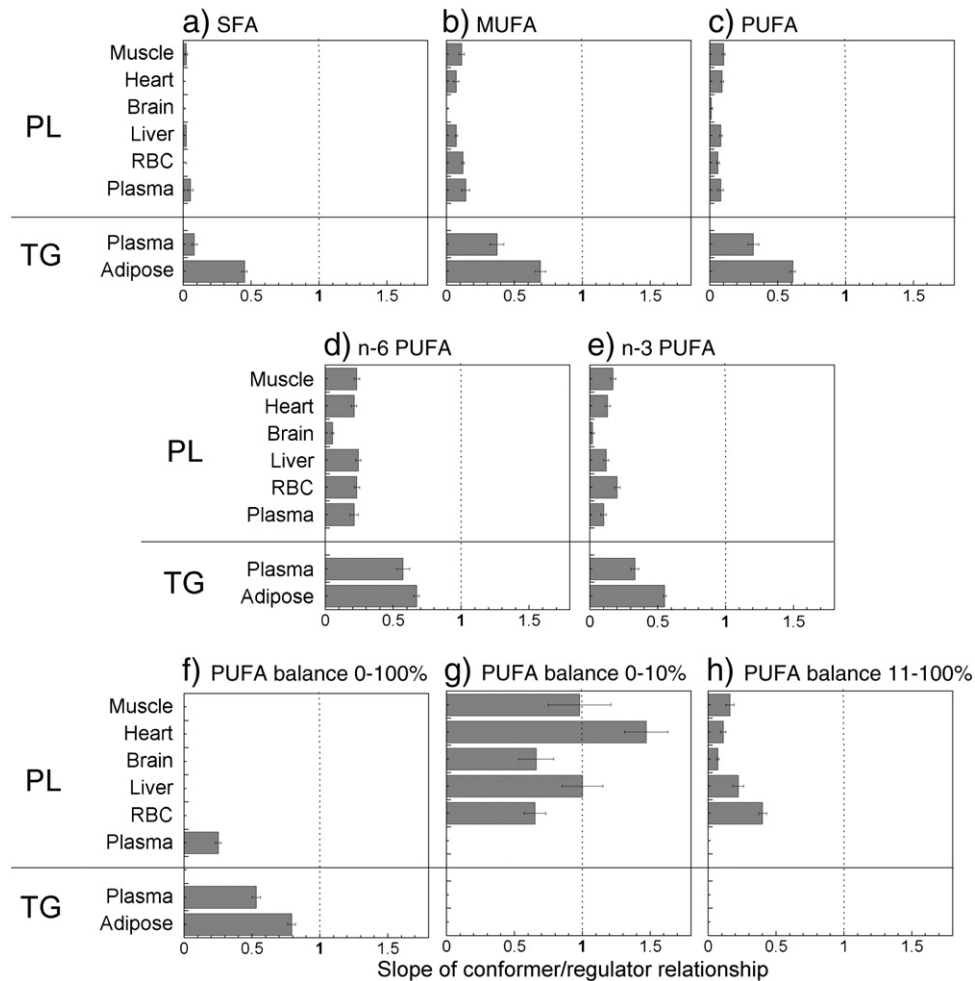 a) SFA b) MUFA c) PUFA
PL
Muscle
Heart
Brain
Liver
RBC
Plasma
TG
Plasma
Adipose
0 0.5 1 1.5 0 0.5 1 1.5 0 0.5 1 1.5
d) n-6 PUFA e) n-3 PUFA
PL
Muscle
Heart
Brain
Liver
RBC
Plasma
TG
Plasma
Adipose
0 0.5 1 1.5 0 0.5 1 1.5
f) PUFA balance 0-100% g) PUFA balance 0-10% h) PUFA balance 11-100%
PL
Muscle
Heart
Brain
Liver
RBC
Plasma
TG
Plasma
Adipose
0 0.5 1 1.5 0 0.5 1 1.5 0 0.5 1 1.5
Slope of conformer/regulator relationship